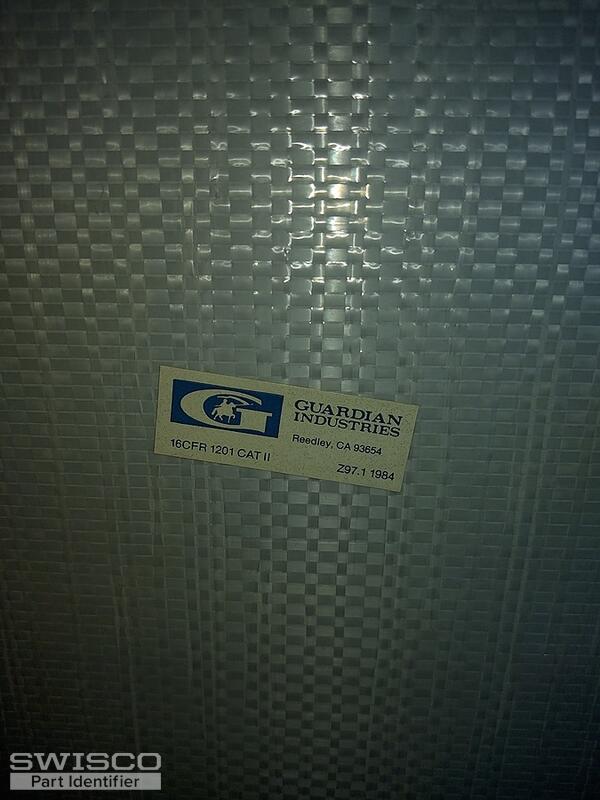 G
GUARDIAN
INDUSTRIES
Reedley, CA 93654
16CFR 1201 CAT II
Z97.1 1984
SWISCO
Part Identifier